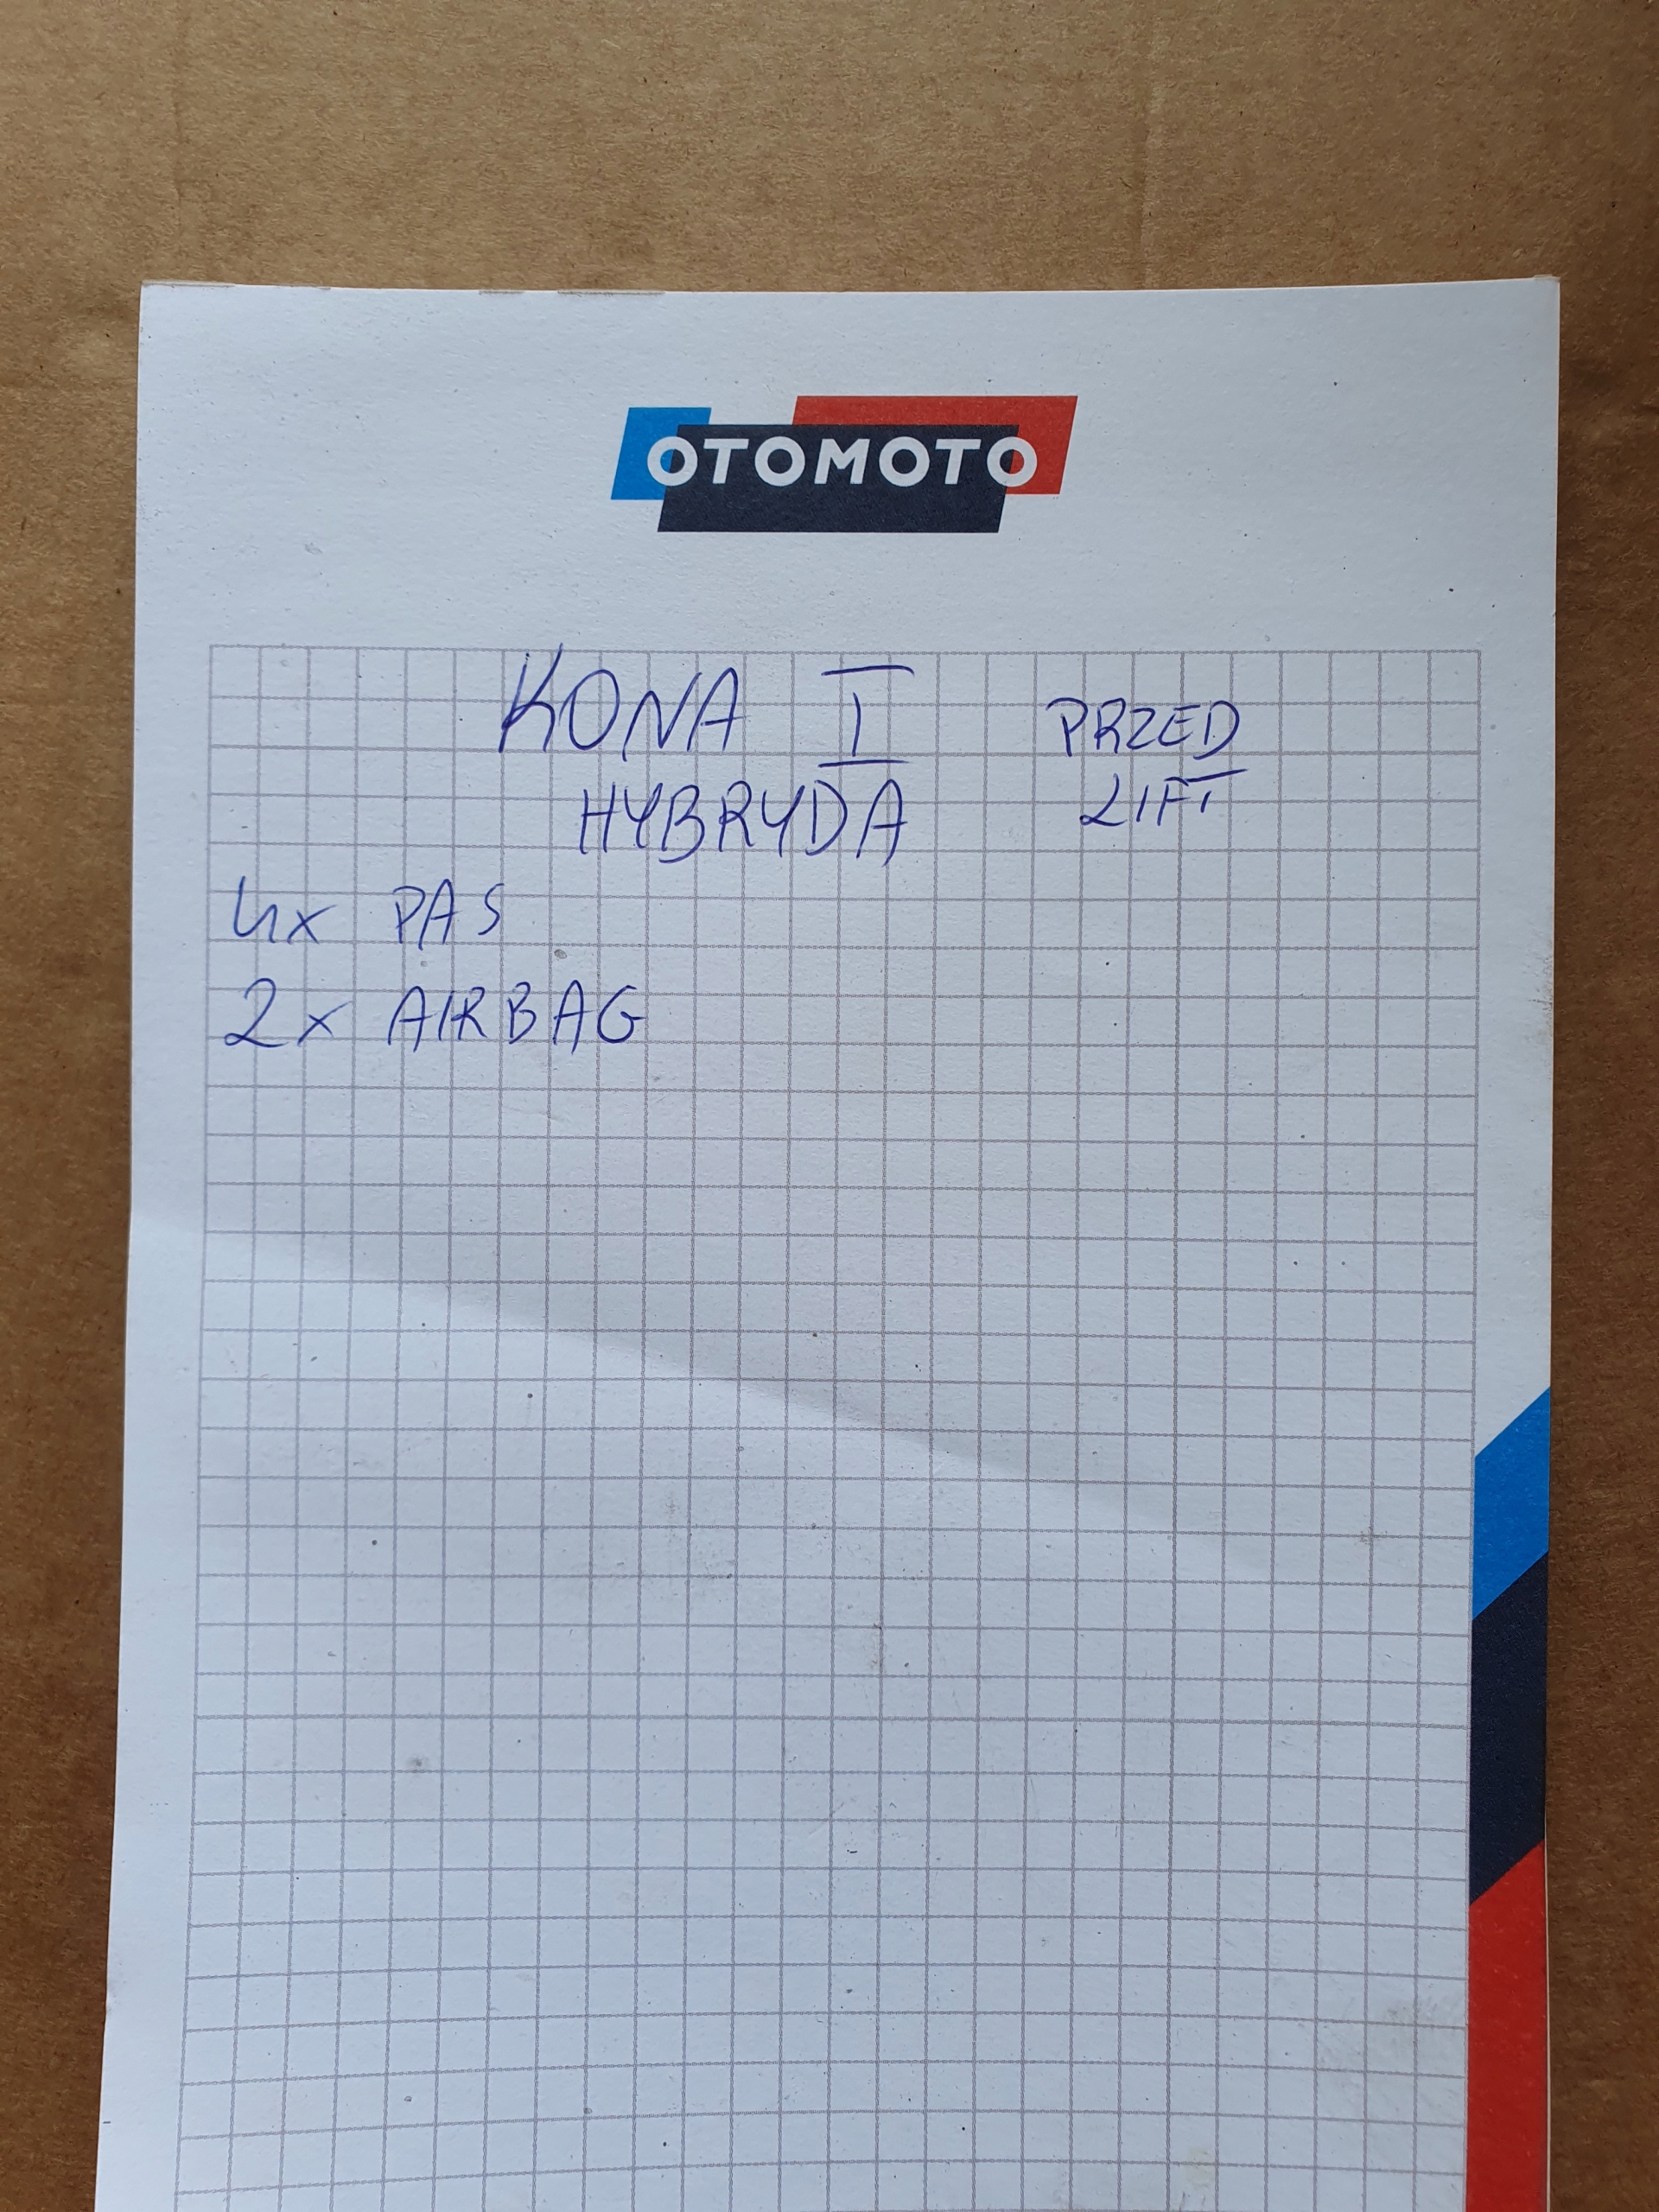 OTOMOTO
KONA I PRZED
HYBRYDA LIFT
4x PAS
2x AIRBAG